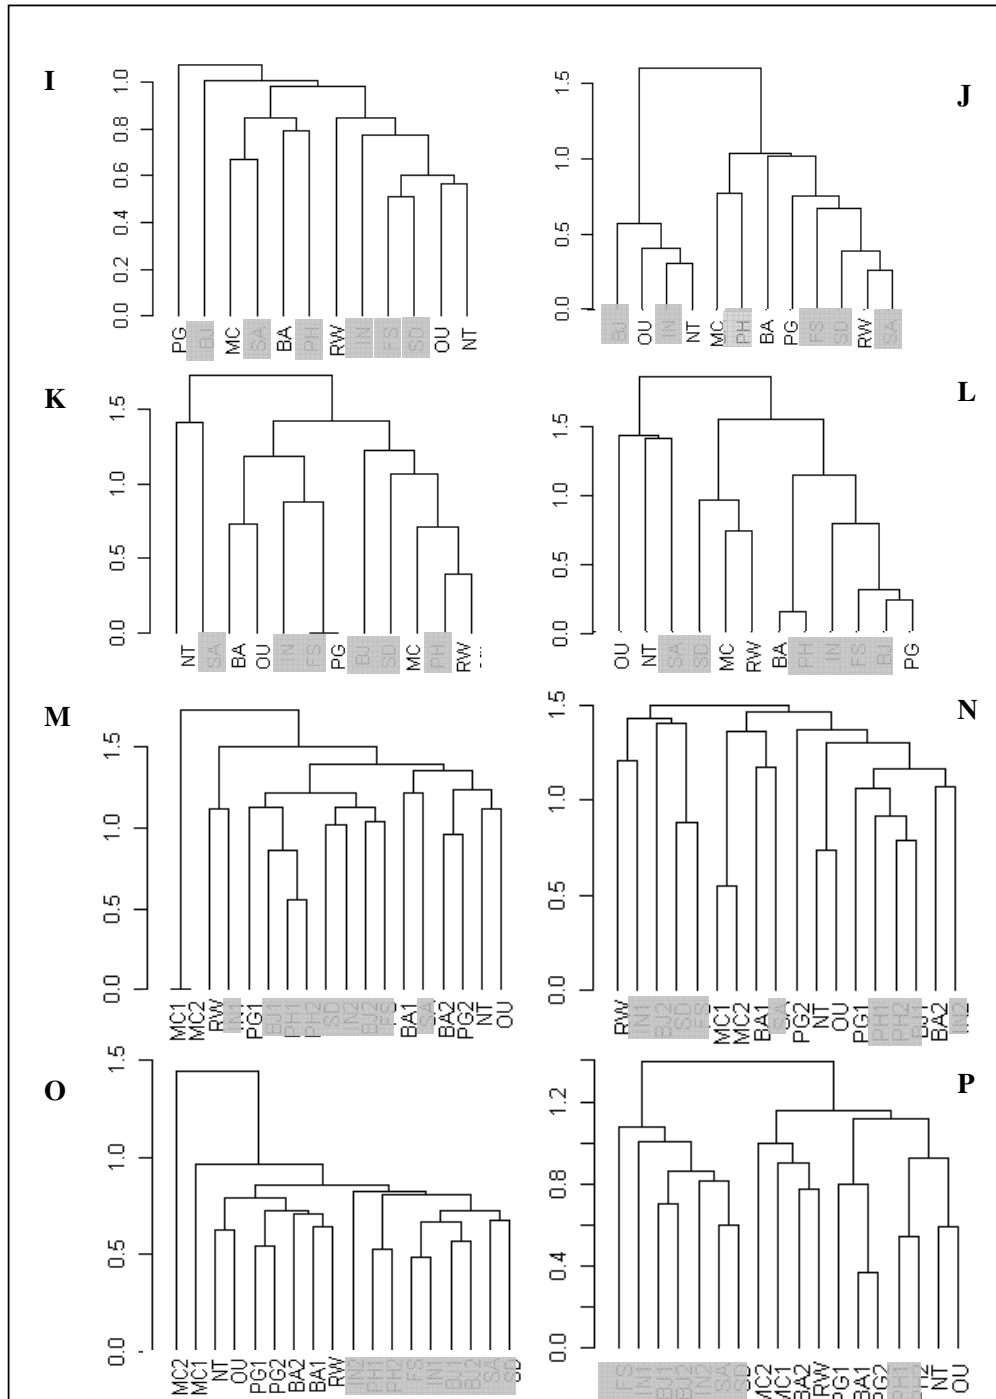 I
1.0
0.8
0.6
0.4
0.2
0.0
PG BJ MC SA BA PH RW IN FS SD OU NT
J
1.5
1.0
0.5
0.0
BJ OU IN NT MC PH BA PG FS SD RW SA
K
1.5
1.0
0.5
0.0
NT SA BA OU IN FS PG BJ SD MC PH RW
L
1.5
1.0
0.5
0.0
OU NT SA SD MC RW BA PH IN FS BJ PG
M
1.5
1.0
0.5
0.0
MC1 MC2 RW IN1 PG1 BJ1 PH1 PH2 SD IN2 BJ2 FS BA1 SA BA2 PG2 NT OU
N
1.5
1.0
0.5
0.0
RW IN1 BJ2 SD FS MC1 MC2 BA1 SA PG2 NT OU PG1 PH1 PH2 BJ1 BA2 IN2
O
1.5
1.0
0.5
0.0
MC2 MC1 NT OU PG1 PG2 BA2 BA1 RW IN2 PH1 PH2 FS IN1 BJ1 BJ2 SA SD
P
1.2
0.8
0.4
0.0
FS IN1 BJ1 BJ2 IN2 SA SD MC2 MC1 BA2 RW PG1 BA1 PG2 PH1 PH2 NT OU